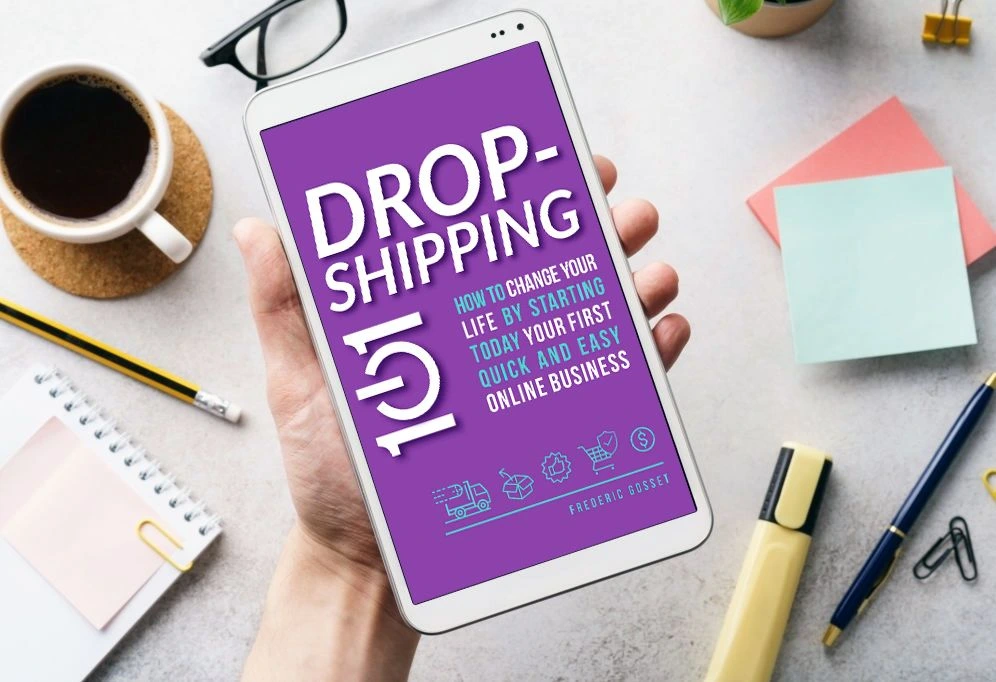 DROP-
SHIPPING
101
HOW TO CHANGE YOUR
LIFE BY STARTING
TODAY YOUR FIRST
QUICK AND EASY
ONLINE BUSINESS
$
FREDERIC GOSSET